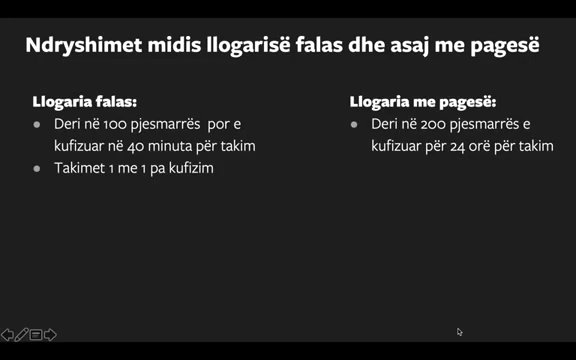 Ndryshimet midis llogarisë falas dhe asaj me pagesë
Llogaria falas:
Deri në 100 pjesmarrës por e
kufizuar në 40 minuta për takim
Takimet 1 me 1 pa kufizim
Llogaria me pagesë:
Deri në 200 pjesmarrës e
kufizuar për 24 orë për takim